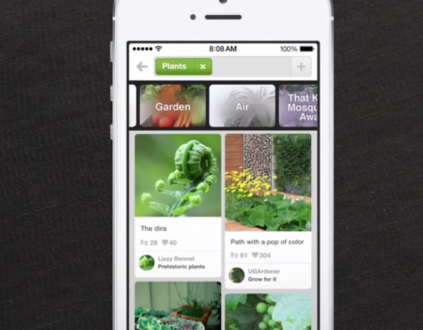 8:08 AM 100%
Plants x
Garden
Air
That K
Mosqu
Awa
The dira
26 40
Lizzy Bennet
Prehistoric plants
Path with a pop of color
61 304
UGArdener
Grow for it